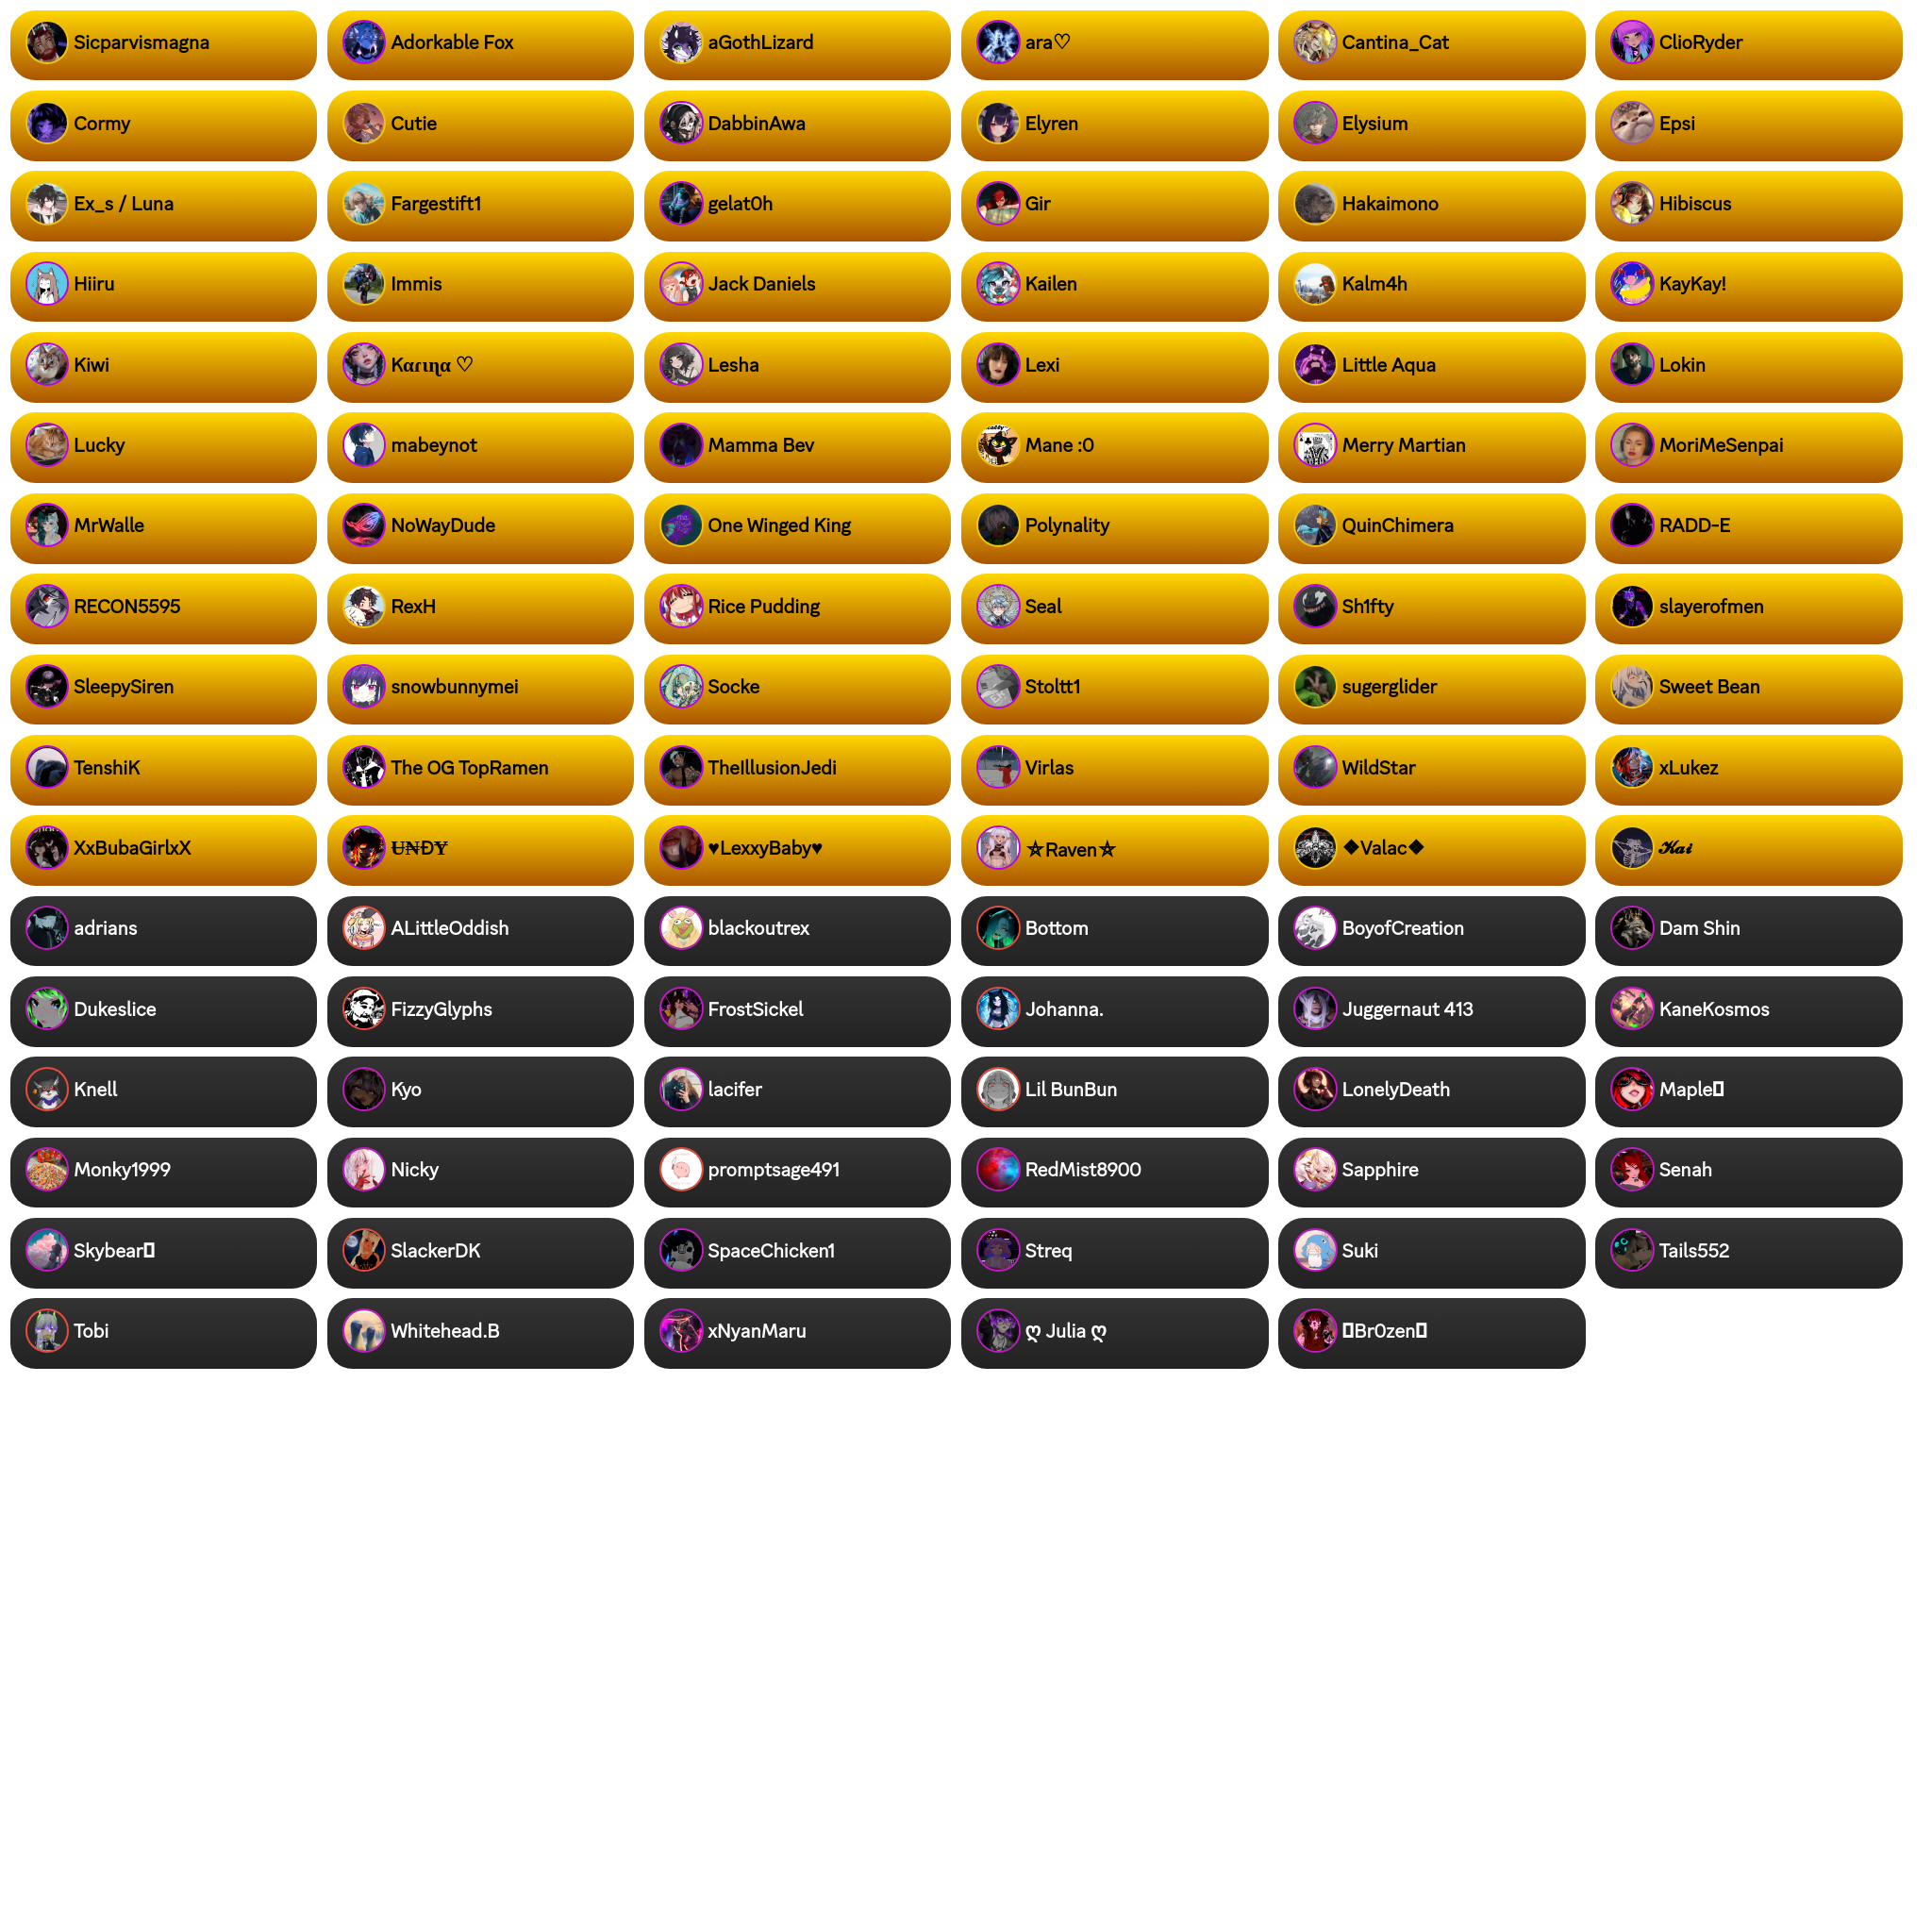 Sicparvismagna
Adorkable Fox
aGothLizard
ara♡
Cantina_Cat
ClioRyder
Cormy
Cutie
DabbinAwa
Elyren
Elysium
Epsi
Ex_s / Luna
Fargestift1
gelat0h
Gir
Hakaimono
Hibiscus
Hiiru
Immis
Jack Daniels
Kailen
Kalm4h
KayKay!
Kiwi
Kαɾιɳα ♡
Lesha
Lexi
Little Aqua
Lokin
Lucky
mabeynot
Mamma Bev
Mane :0
Merry Martian
MoriMeSenpai
MrWalle
NoWayDude
One Winged King
Polynality
QuinChimera
RADD-E
RECON5595
RexH
Rice Pudding
Seal
Sh1fty
slayerofmen
SleepySiren
snowbunnymei
Socke
Stoltt1
sugerglider
Sweet Bean
TenshiK
The OG TopRamen
TheIllusionJedi
Virlas
WildStar
xLukez
XxBubaGirlxX
U̶₦ĐɎ
♥LexxyBaby♥
⛤Raven⛤
❖Valac❖
𝓚𝓪𝓲
adrians
ALittleOddish
blackoutrex
Bottom
BoyofCreation
Dam Shin
Dukeslice
FizzyGlyphs
FrostSickel
Johanna.
Juggernaut 413
KaneKosmos
Knell
Kyo
lacifer
Lil BunBun
LonelyDeath
Maple
Monky1999
Nicky
promptsage491
RedMist8900
Sapphire
Senah
Skybear
SlackerDK
SpaceChicken1
Streq
Suki
Tails552
Tobi
Whitehead.B
xNyanMaru
ღ Julia ღ
Br0zen